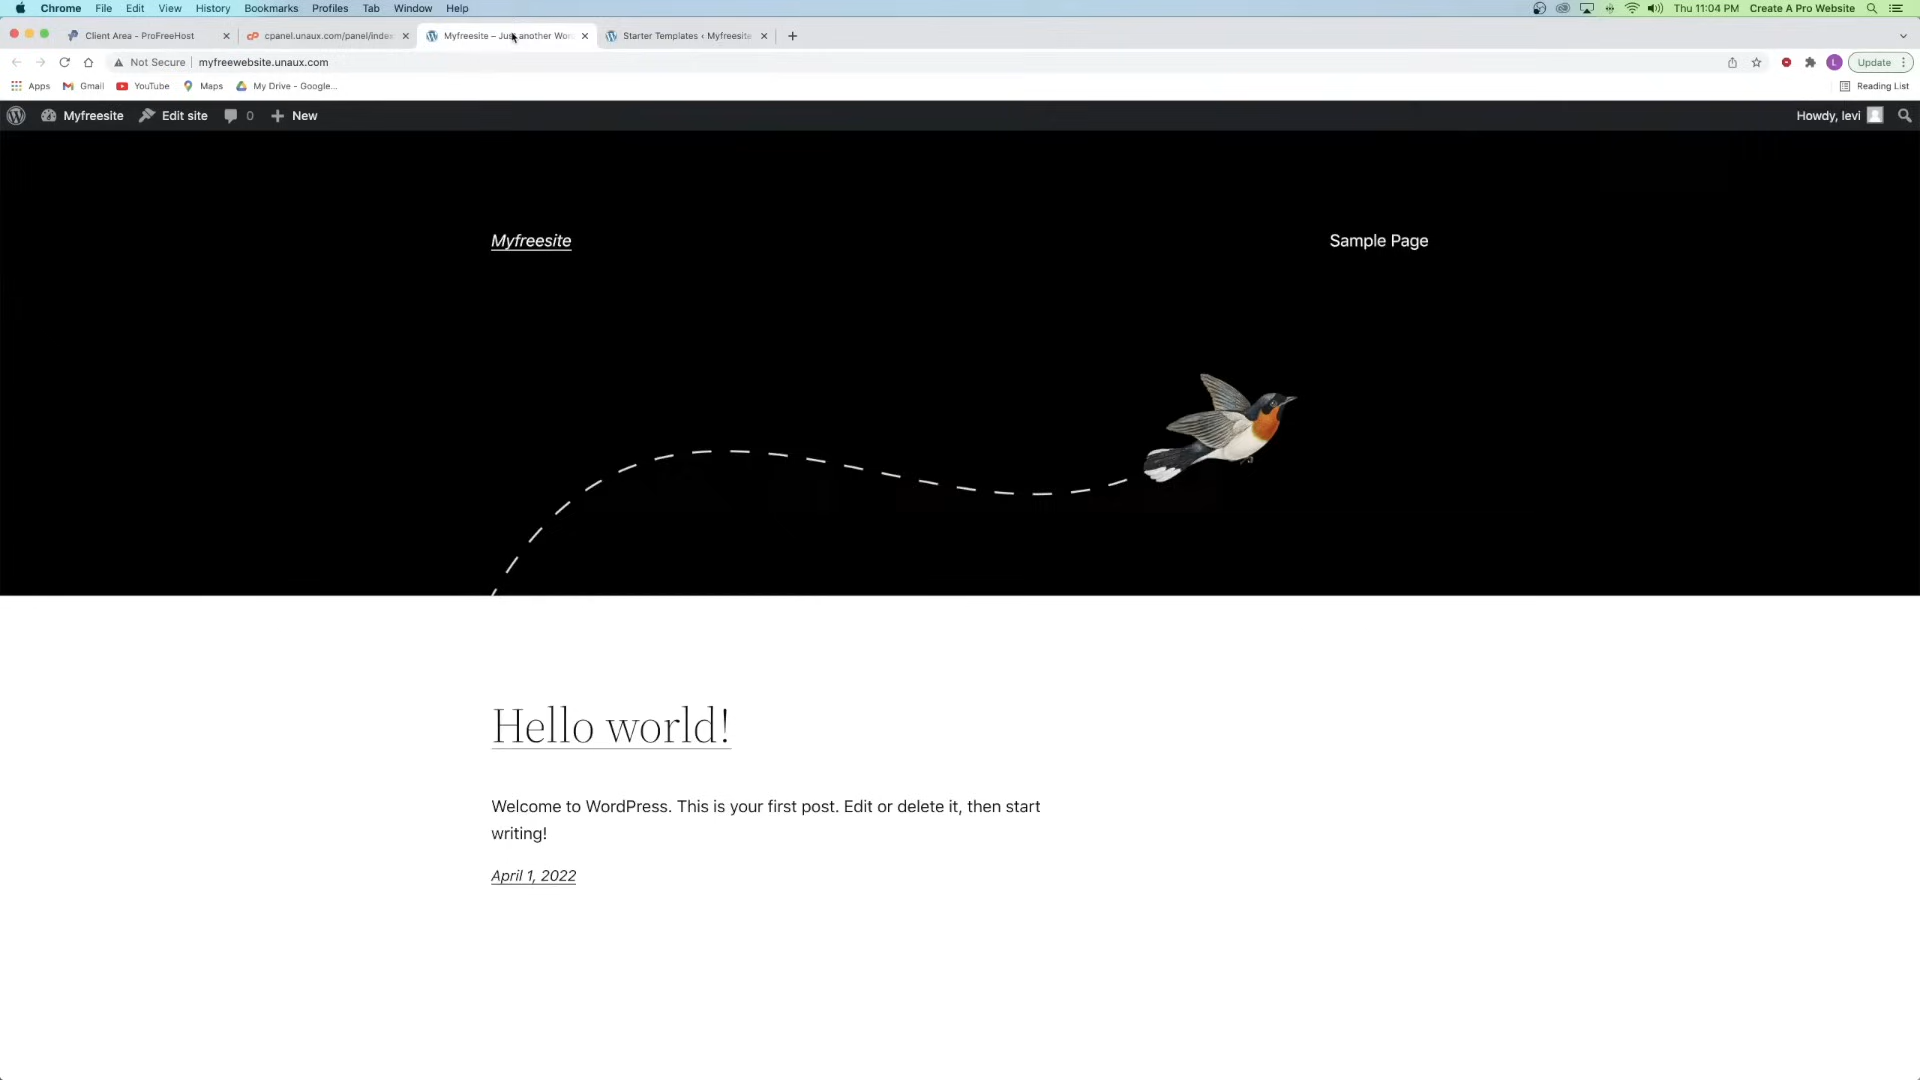 Chrome File Edit View History Bookmarks Profiles Tab Window Help Thu 11:04 PM Create A Pro Website
Client Area - ProFreeHost cpanel.unaux.com/panel/inde Myfreesite – Just another Wor Starter Templates ‹ Myfreesite
Not Secure myfreewebsite.unaux.com Update
Apps Gmail YouTube Maps My Drive - Google... Reading List
Myfreesite Edit site 0 New Howdy, levi
Myfreesite Sample Page
Hello world!
Welcome to WordPress. This is your first post. Edit or delete it, then start
writing!
April 1, 2022